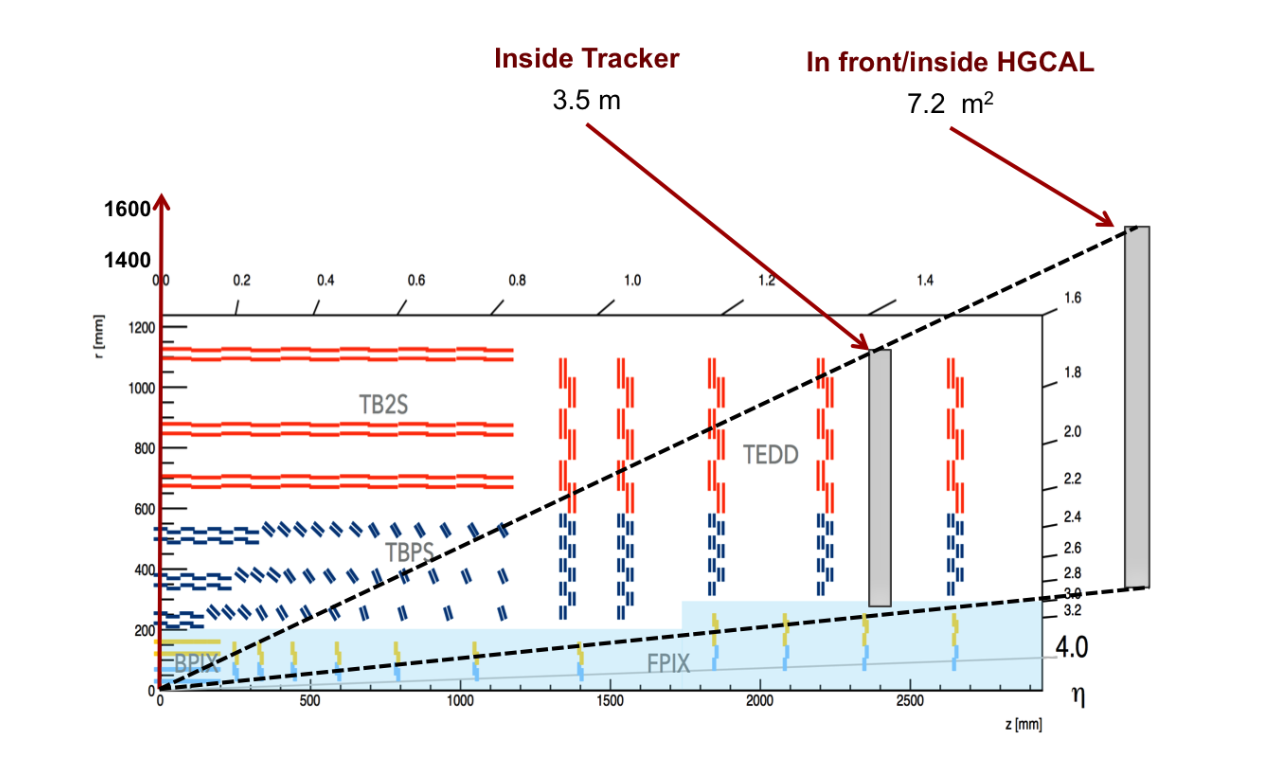 Inside Tracker
3.5 m
In front/inside HGCAL
7.2 m²
1600
1400
0.0 0.2 0.4 0.6 0.8 1.0 1.2 1.4
1.6
1200
r [mm]
1000
1.8
TB2S
800
2.0
TEDD
2.2
600
2.4
TBPS
2.6
400
2.8
3.0
3.2
200
4.0
BPIX
FPIX
0
η
0 500 1000 1500 2000 2500
z [mm]